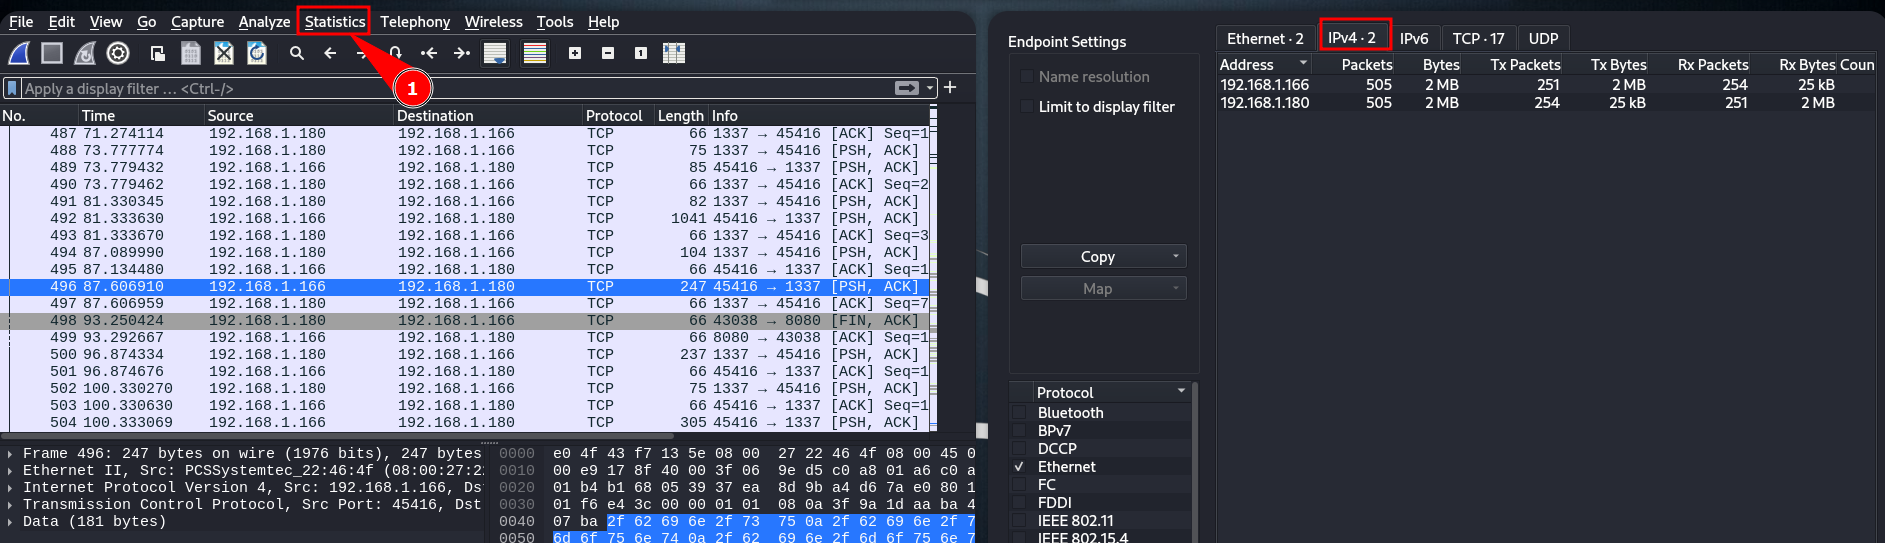 File Edit View Go Capture Analyze Statistics Telephony Wireless Tools Help
1
Apply a display filter ... <Ctrl-/>
No. Time Source Destination Protocol Length Info
487 71.274114 192.168.1.180 192.168.1.166 TCP 66 1337 → 45416 [ACK] Seq=1
488 73.777774 192.168.1.180 192.168.1.166 TCP 75 1337 → 45416 [PSH, ACK]
489 73.779432 192.168.1.166 192.168.1.180 TCP 85 45416 → 1337 [PSH, ACK]
490 73.779462 192.168.1.180 192.168.1.166 TCP 66 1337 → 45416 [ACK] Seq=2
491 81.330345 192.168.1.180 192.168.1.166 TCP 82 1337 → 45416 [PSH, ACK]
492 81.333630 192.168.1.166 192.168.1.180 TCP 1041 45416 → 1337 [PSH, ACK]
493 81.333670 192.168.1.180 192.168.1.166 TCP 66 1337 → 45416 [ACK] Seq=3
494 87.089990 192.168.1.180 192.168.1.166 TCP 104 1337 → 45416 [PSH, ACK]
495 87.134480 192.168.1.166 192.168.1.180 TCP 66 45416 → 1337 [ACK] Seq=1
496 87.606910 192.168.1.166 192.168.1.180 TCP 247 45416 → 1337 [PSH, ACK]
497 87.606959 192.168.1.180 192.168.1.166 TCP 66 1337 → 45416 [ACK] Seq=7
498 93.250424 192.168.1.180 192.168.1.166 TCP 66 43038 → 8080 [FIN, ACK]
499 93.292667 192.168.1.166 192.168.1.180 TCP 66 8080 → 43038 [ACK] Seq=1
500 96.874334 192.168.1.180 192.168.1.166 TCP 237 1337 → 45416 [PSH, ACK]
501 96.874676 192.168.1.166 192.168.1.180 TCP 66 45416 → 1337 [ACK] Seq=1
502 100.330270 192.168.1.180 192.168.1.166 TCP 75 1337 → 45416 [PSH, ACK]
503 100.330630 192.168.1.166 192.168.1.180 TCP 66 45416 → 1337 [ACK] Seq=1
504 100.333069 192.168.1.166 192.168.1.180 TCP 305 45416 → 1337 [PSH, ACK]
Frame 496: 247 bytes on wire (1976 bits), 247 bytes
Ethernet II, Src: PCSSystemtec_22:46:4f (08:00:27:22
Internet Protocol Version 4, Src: 192.168.1.166, Dst
Transmission Control Protocol, Src Port: 45416, Dst
Data (181 bytes)
0000 e0 4f 43 f7 13 5e 08 00 27 22 46 4f 08 00 45 0
0010 00 e9 17 8f 40 00 3f 06 9e d5 c0 a8 01 a6 c0 a
0020 01 b4 b1 68 05 39 37 ea 8d 9b a4 d6 7a e0 80 1
0030 01 f6 e4 3c 00 00 01 01 08 0a 3f 9a 1d aa ba 4
0040 07 ba 2f 62 69 6e 2f 73 75 0a 2f 62 69 6e 2f 7
0050 6d 6f 75 6e 74 0a 2f 62 69 6e 2f 6d 6f 75 6e 7
Endpoint Settings
Name resolution
Limit to display filter
Copy
Map
Protocol
Bluetooth
BPv7
DCCP
Ethernet
FC
FDDI
IEEE 802.11
IEEE 802.15.4
Ethernet · 2 IPv4 · 2 IPv6 TCP · 17 UDP
Address Packets Bytes Tx Packets Tx Bytes Rx Packets Rx Bytes Coun
192.168.1.166 505 2 MB 251 2 MB 254 25 kB
192.168.1.180 505 2 MB 254 25 kB 251 2 MB